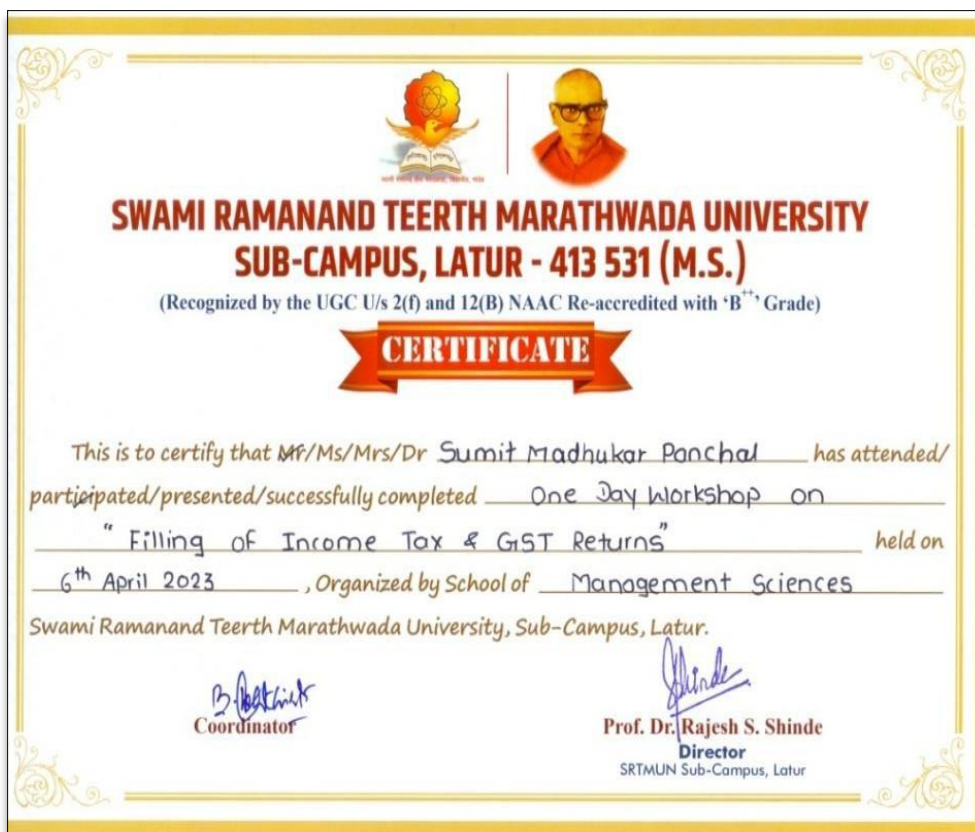 SWAMI RAMANAND TEERTH MARATHWADA UNIVERSITY
SUB-CAMPUS, LATUR - 413 531 (M.S.)
(Recognized by the UGC U/s 2(f) and 12(B) NAAC Re-accredited with ‘B⁺⁺’ Grade)
CERTIFICATE
This is to certify that Mr/Ms/Mrs/Dr Sumit Madhukar Panchal has attended/
participated/presented/successfully completed One Day Workshop on
"Filling of Income Tax & GST Returns" held on
6th April 2023, Organized by School of Management Sciences
Swami Ramanand Teerth Marathwada University, Sub-Campus, Latur.
Shinde
Coordinator
Prof. Dr. Rajesh S. Shinde
Director
SRTMUN Sub-Campus, Latur